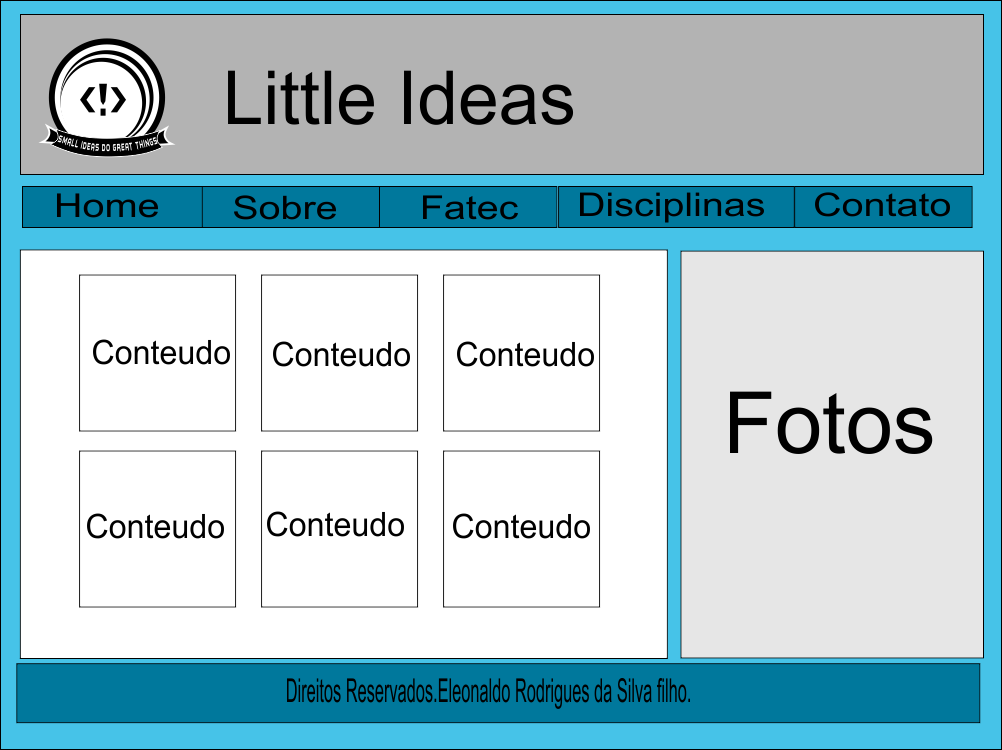 Little Ideas
<!>
SMALL IDEAS DO GREAT THINGS
Home Sobre Fatec Disciplinas Contato
Conteudo Conteudo Conteudo
Fotos
Conteudo Conteudo Conteudo
Direitos Reservados.Eleonaldo Rodrigues da Silva filho.